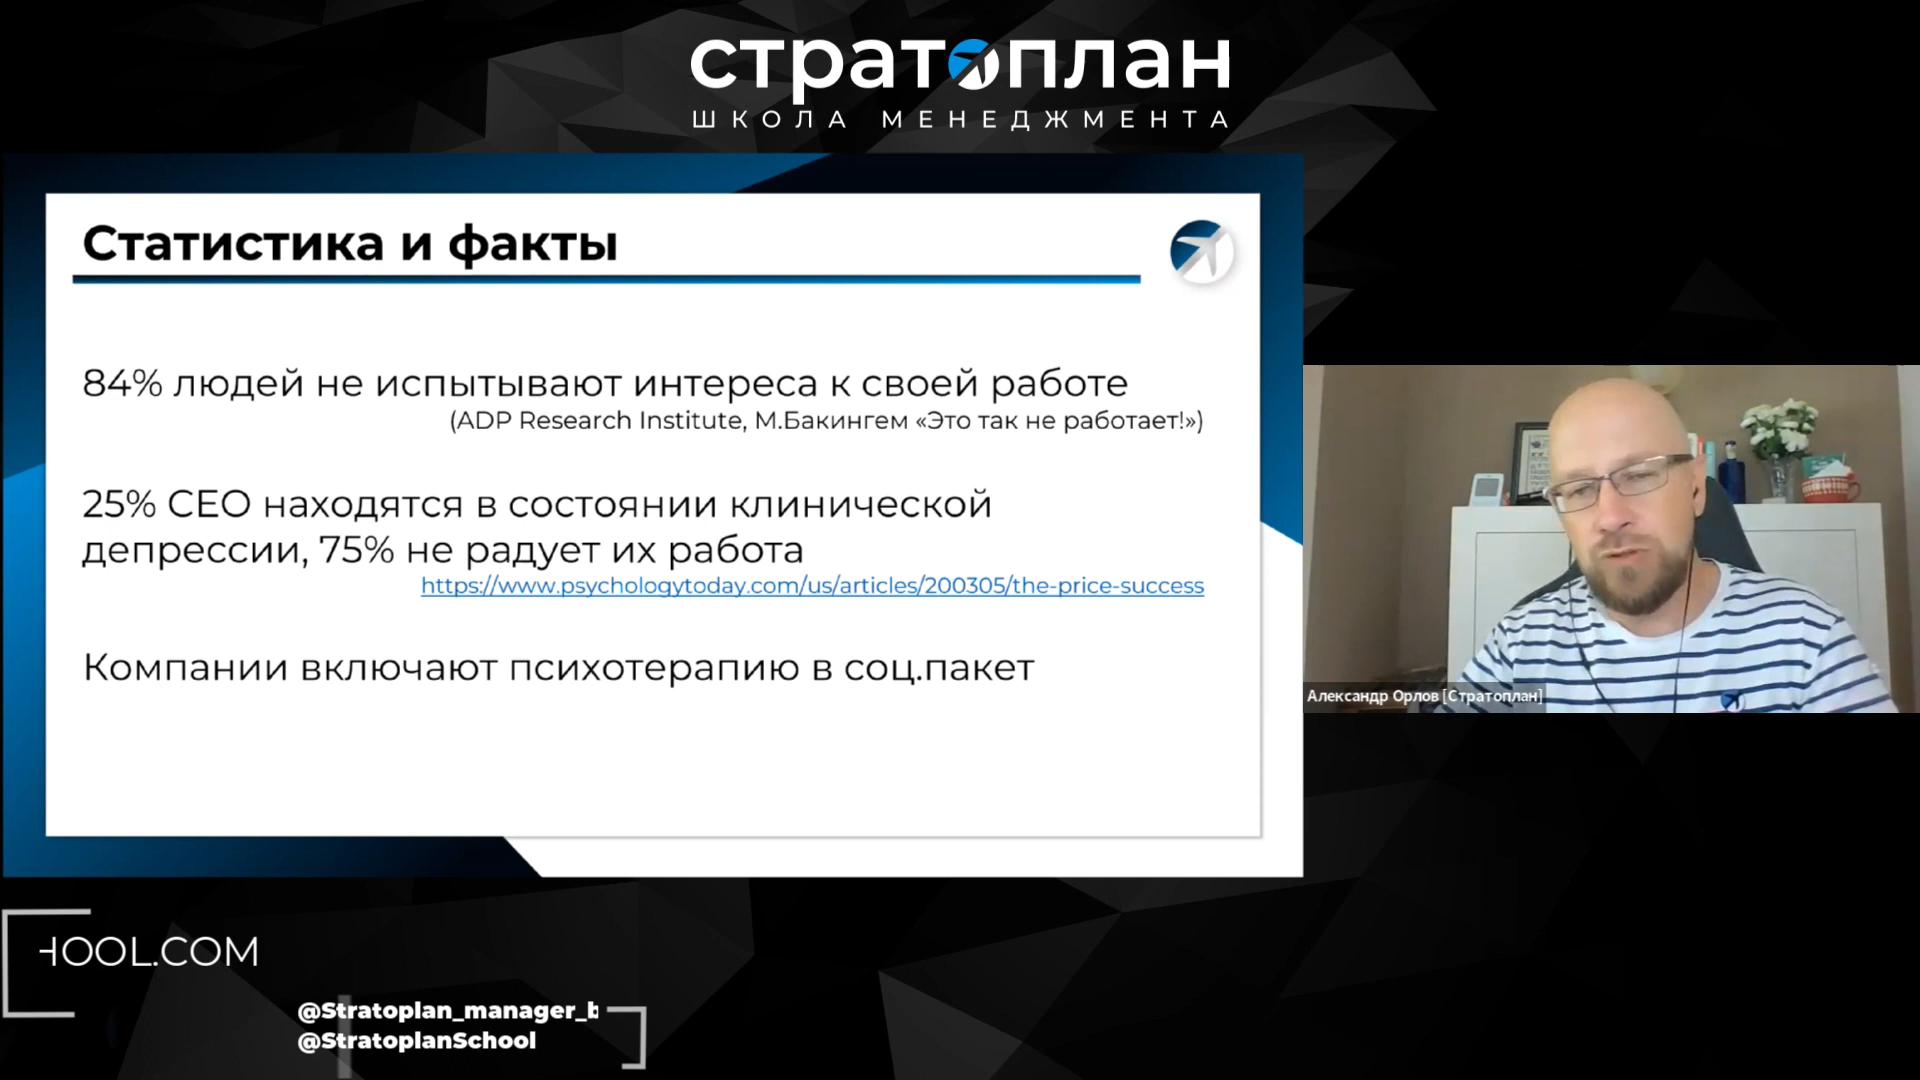 стратоплан
ШКОЛА МЕНЕДЖМЕНТА
Статистика и факты
84% людей не испытывают интереса к своей работе
(ADP Research Institute, М.Бакингем «Это так не работает!»)
25% CEO находятся в состоянии клинической
депрессии, 75% не радует их работа
https://www.psychologytoday.com/us/articles/200305/the-price-success
Компании включают психотерапию в соц.пакет
Александр Орлов [Стратоплан]
HOOL.COM
@Stratoplan_manager_b
@StratoplanSchool